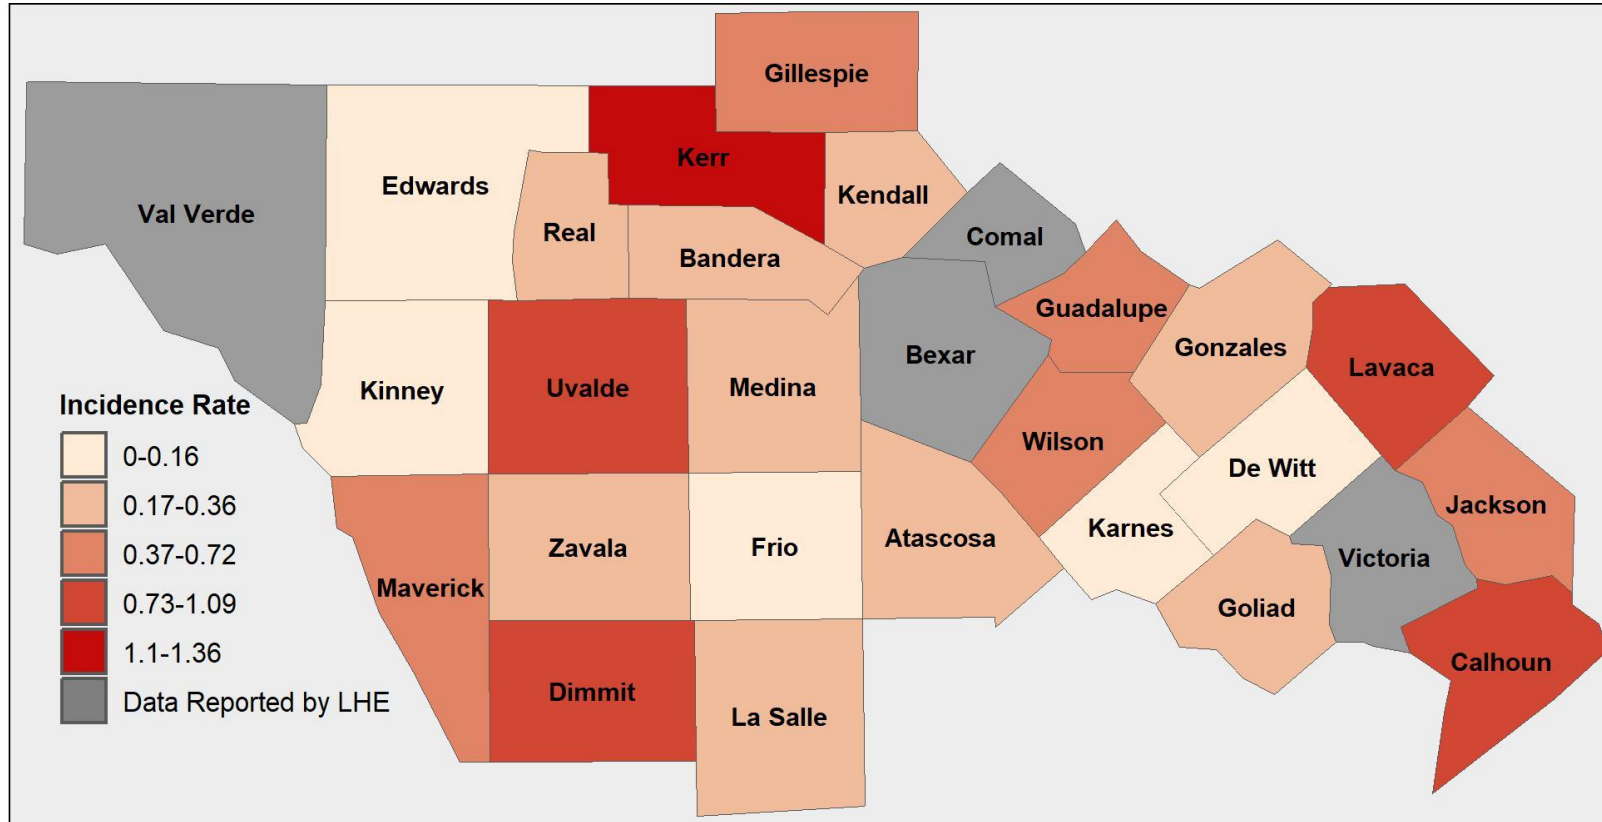 Gillespie
Kerr
Edwards
Kendall
Val Verde
Real
Comal
Bandera
Guadalupe
Gonzales
Bexar
Lavaca
Kinney
Uvalde
Medina
Wilson
De Witt
Jackson
Karnes
Atascosa
Zavala
Frio
Victoria
Maverick
Goliad
Calhoun
Dimmit
La Salle
Incidence Rate
0-0.16
0.17-0.36
0.37-0.72
0.73-1.09
1.1-1.36
Data Reported by LHE